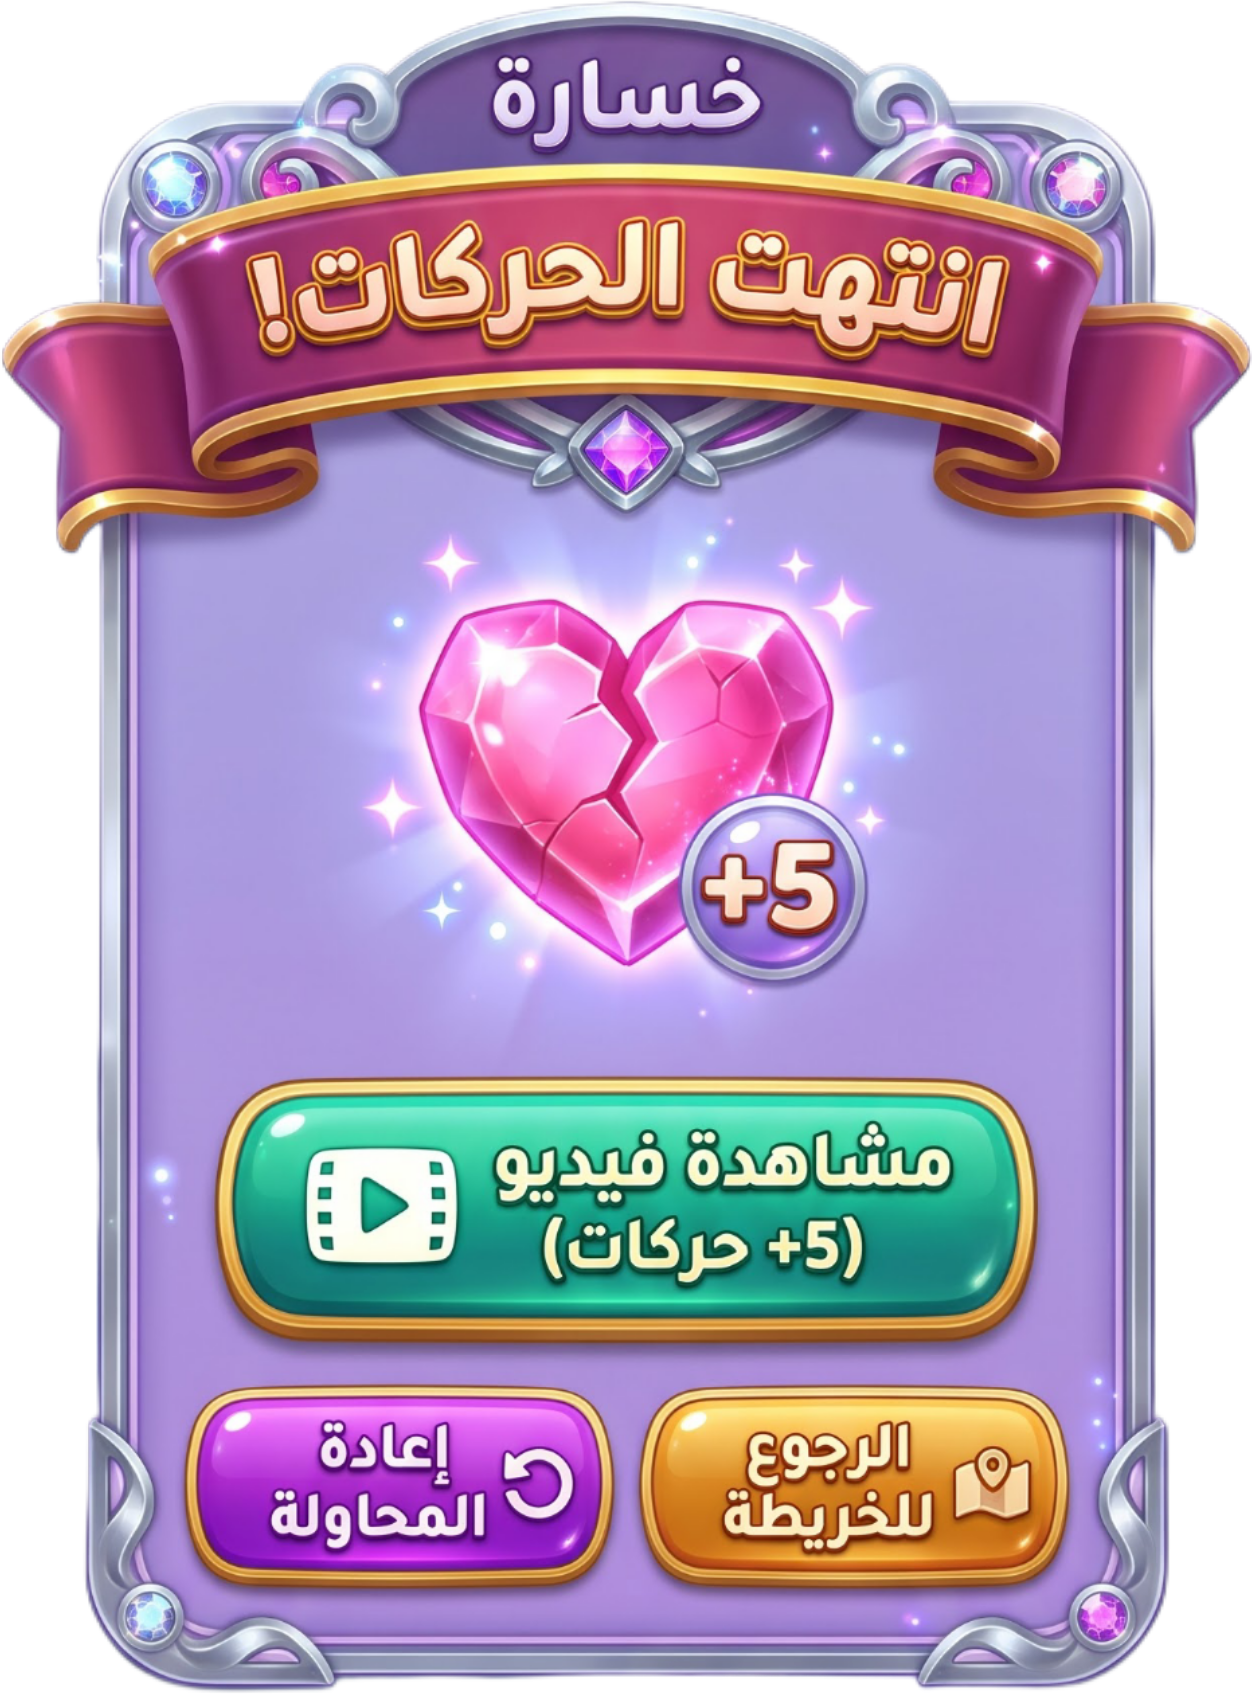 خسارة
انتهت الحركات!
+5
مشاهدة فيديو
(+5 حركات)
الرجوع
للخريطة
إعادة
المحاولة